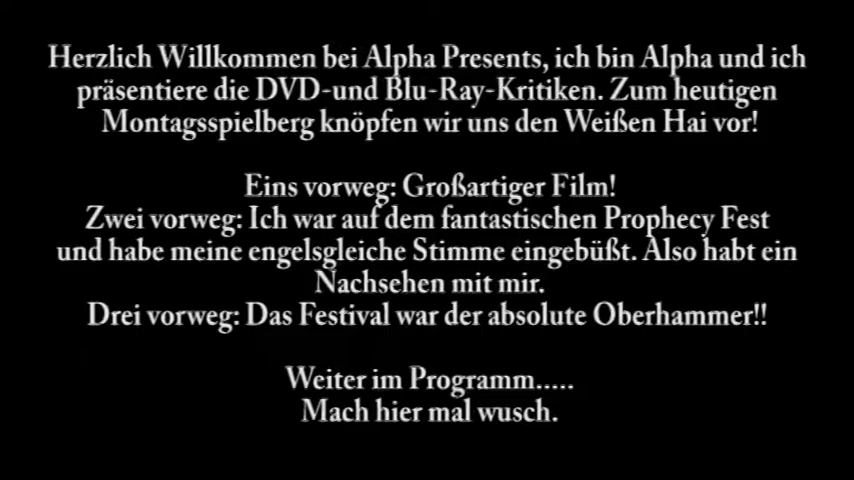 Herzlich Willkommen bei Alpha Presents, ich bin Alpha und ich
präsentiere die DVD-und Blu-Ray-Kritiken. Zum heutigen
Montagsspielberg knöpfen wir uns den Weißen Hai vor!
Eins vorweg: Großartiger Film!
Zwei vorweg: Ich war auf dem fantastischen Prophecy Fest
und habe meine engelsgleiche Stimme eingebüßt. Also habt ein
Nachsehen mit mir.
Drei vorweg: Das Festival war der absolute Oberhammer!!
Weiter im Programm.....
Mach hier mal wusch.